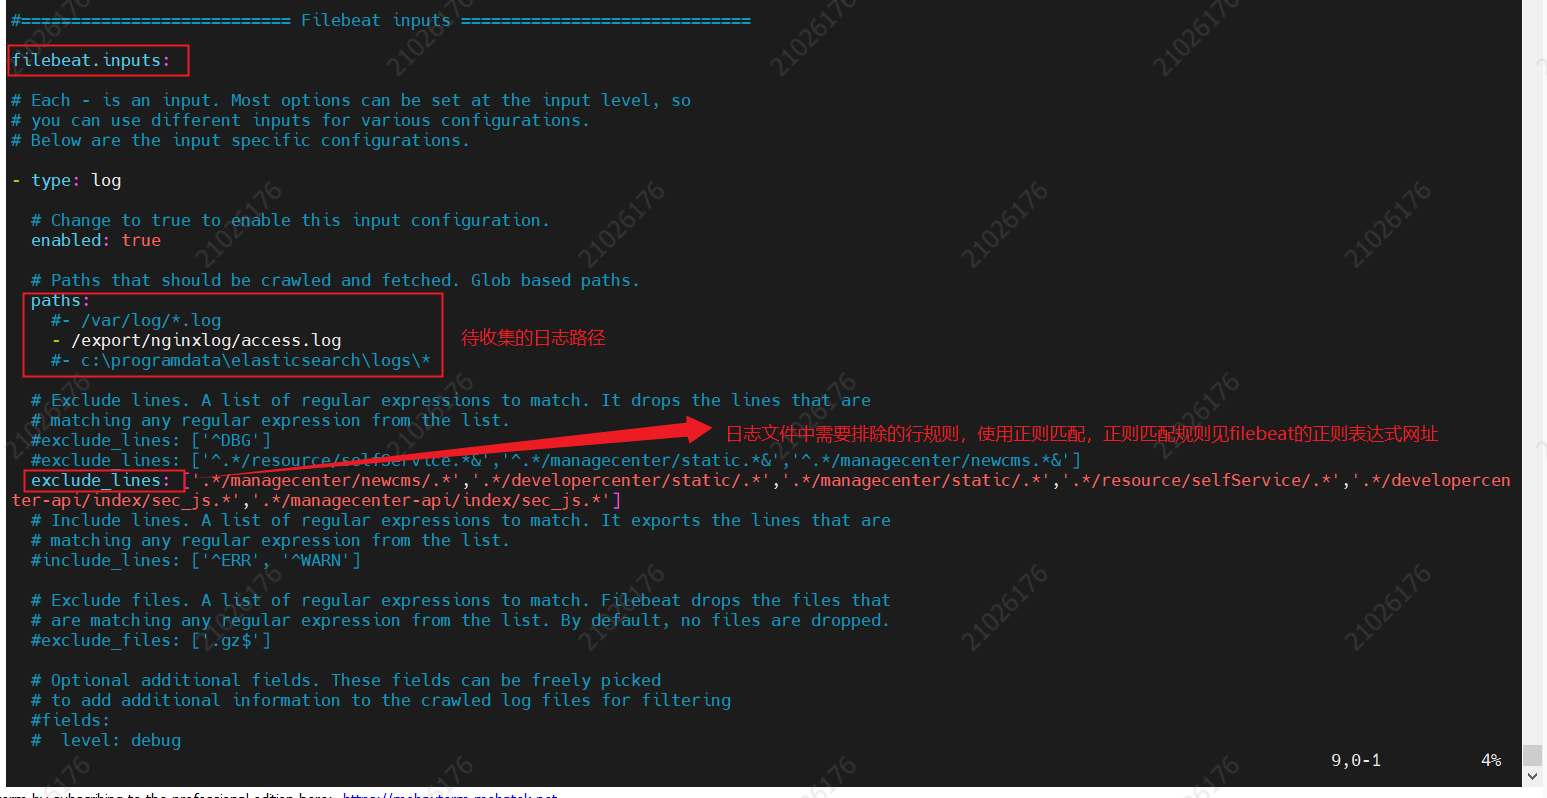 #=========================== Filebeat inputs =============================
filebeat.inputs:
# Each - is an input. Most options can be set at the input level, so
# you can use different inputs for various configurations.
# Below are the input specific configurations.
- type: log
# Change to true to enable this input configuration.
enabled: true
# Paths that should be crawled and fetched. Glob based paths.
paths:
#- /var/log/*.log
- /export/nginxlog/access.log
待收集的日志路径
#- c:\programdata\elasticsearch\logs\*
# Exclude lines. A list of regular expressions to match. It drops the lines that are
# matching any regular expression from the list.
日志文件中需要排除的行规则，使用正则匹配，正则匹配规则见filebeat的正则表达式网址
#exclude_lines: ['^DBG']
#exclude_lines: ['^.*/resource/selfService.*&','^.*/managecenter/static.*&','^.*/managecenter/newcms.*&']
exclude_lines: ['.*/managecenter/newcms/.*','.*/developercenter/static/.*','.*/managecenter/static/.*','.*/resource/selfService/.*','.*/developercen
ter-api/index/sec_js.*','.*/managecenter-api/index/sec_js.*']
# Include lines. A list of regular expressions to match. It exports the lines that are
# matching any regular expression from the list.
#include_lines: ['^ERR', '^WARN']
# Exclude files. A list of regular expressions to match. Filebeat drops the files that
# are matching any regular expression from the list. By default, no files are dropped.
#exclude_files: ['.gz$']
# Optional additional fields. These fields can be freely picked
# to add additional information to the crawled log files for filtering
#fields:
#  level: debug
9,0-1 4%
21026176